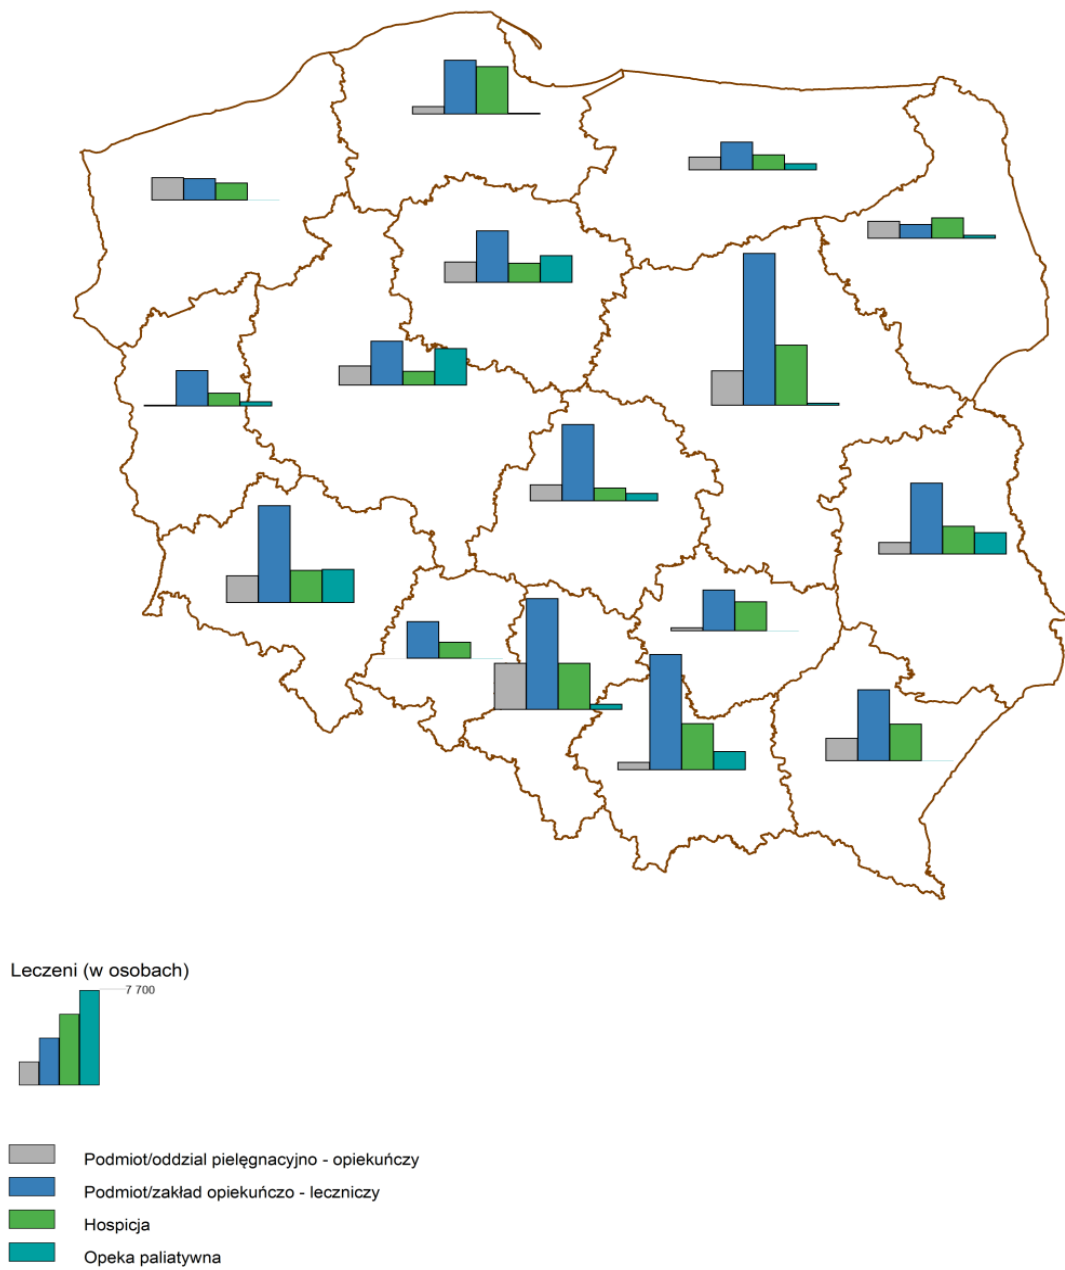 Leczeni (w osobach)
7 700
Podmiot/oddzial pielęgnacyjno - opiekuńczy
Podmiot/zakład opiekuńczo - leczniczy
Hospicja
Opeka paliatywna